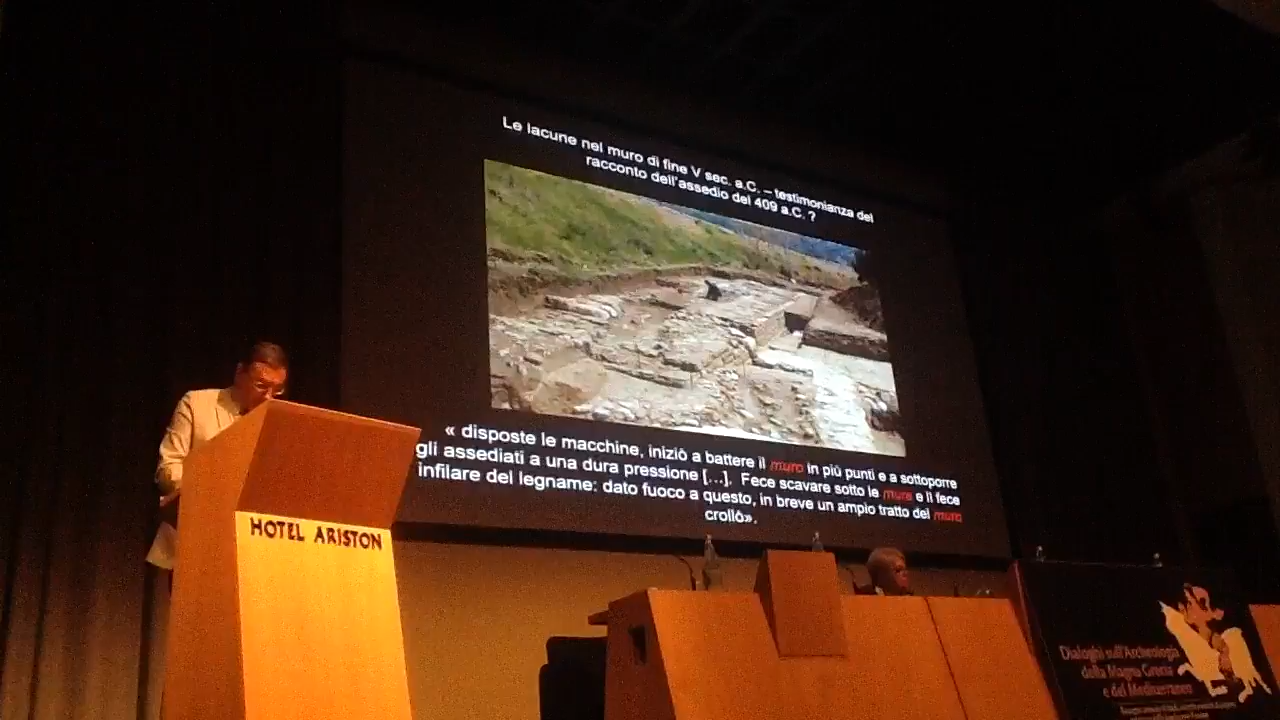 Le lacune nel muro di fine V sec. a.C. – testimonianza del
racconto dell'assedio del 409 a.C. ?
« disposte le macchine, iniziò a battere il muro in più punti e a sottoporre
gli assediati a una dura pressione [...]. Fece scavare sotto le mura e lì fece
infilare del legname: dato fuoco a questo, in breve un ampio tratto del muro
crollò».
HOTEL ARISTON
Dialoghi sull'Archeologia
della Magna Grecia
e del Mediterraneo